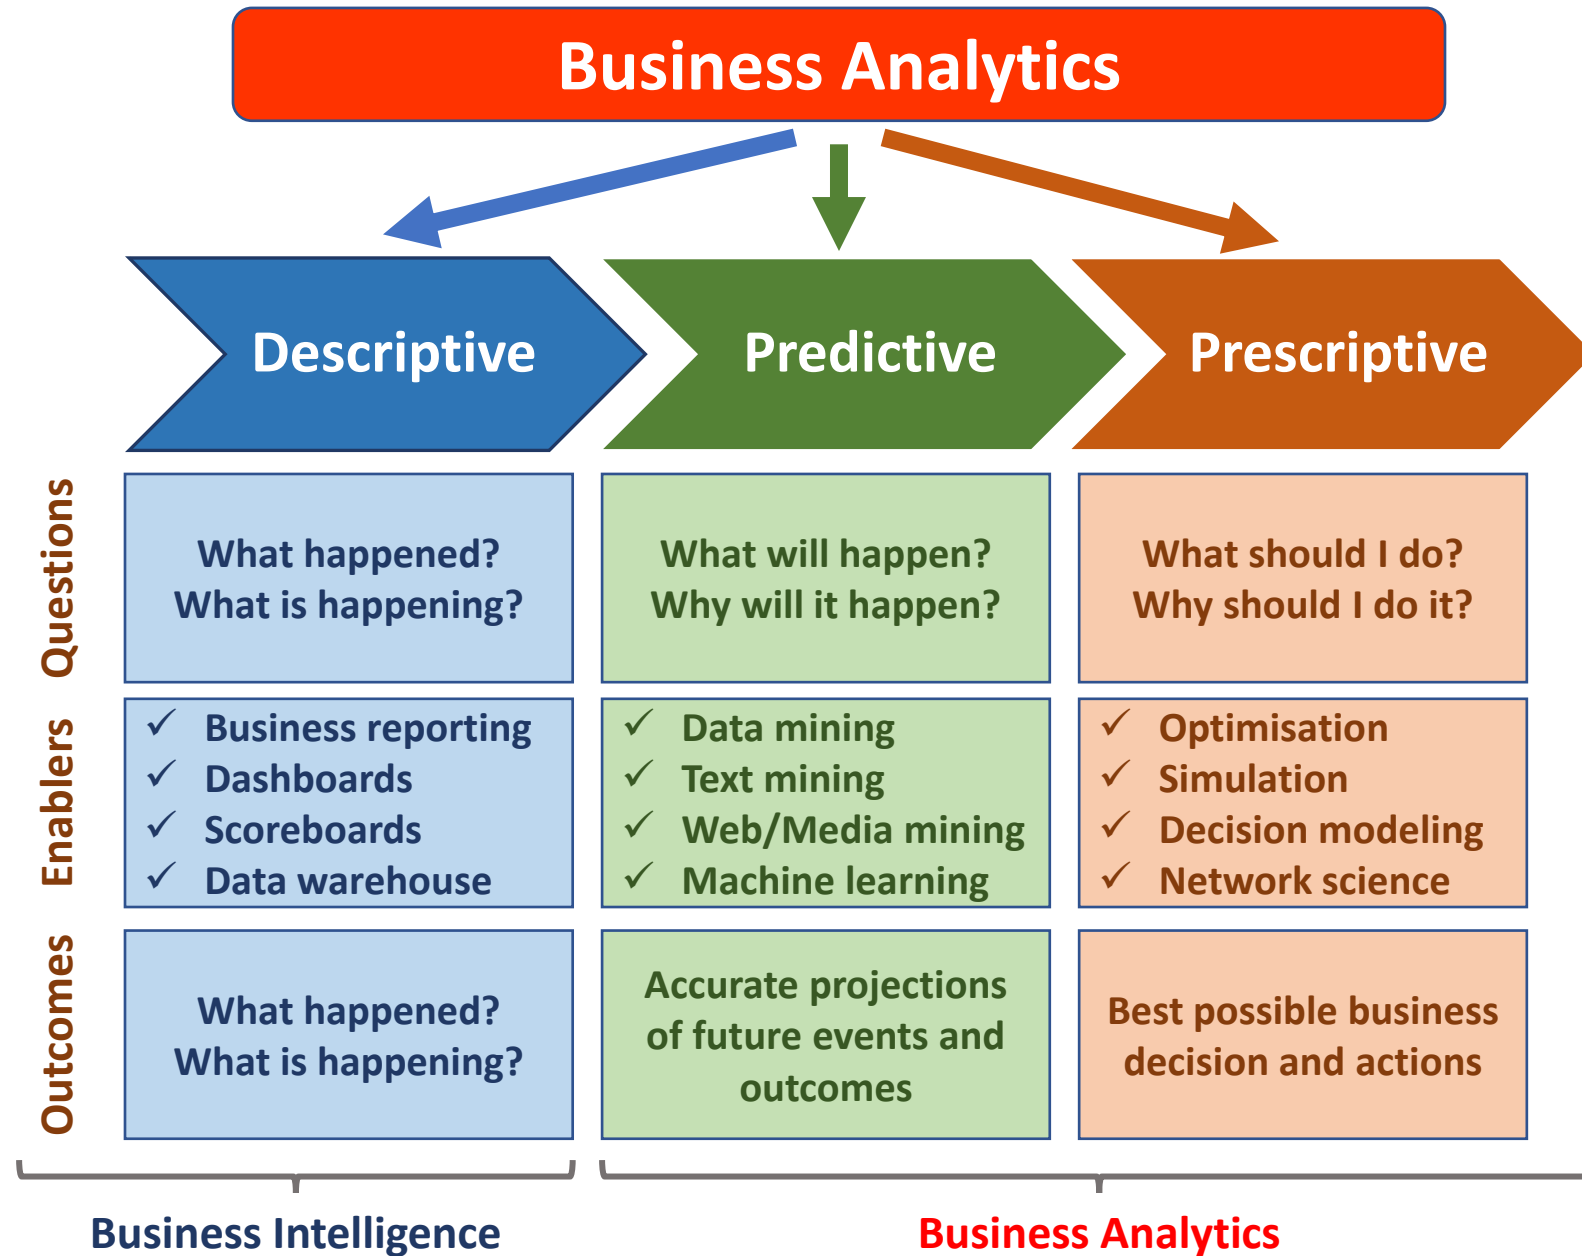 Business Analytics
Descriptive
Predictive
Prescriptive
Questions
What happened?
What is happening?
What will happen?
Why will it happen?
What should I do?
Why should I do it?
Enablers
✓ Business reporting
✓ Dashboards
✓ Scoreboards
✓ Data warehouse
✓ Data mining
✓ Text mining
✓ Web/Media mining
✓ Machine learning
✓ Optimisation
✓ Simulation
✓ Decision modeling
✓ Network science
Outcomes
What happened?
What is happening?
Accurate projections
of future events and
outcomes
Best possible business
decision and actions
Business Intelligence
Business Analytics